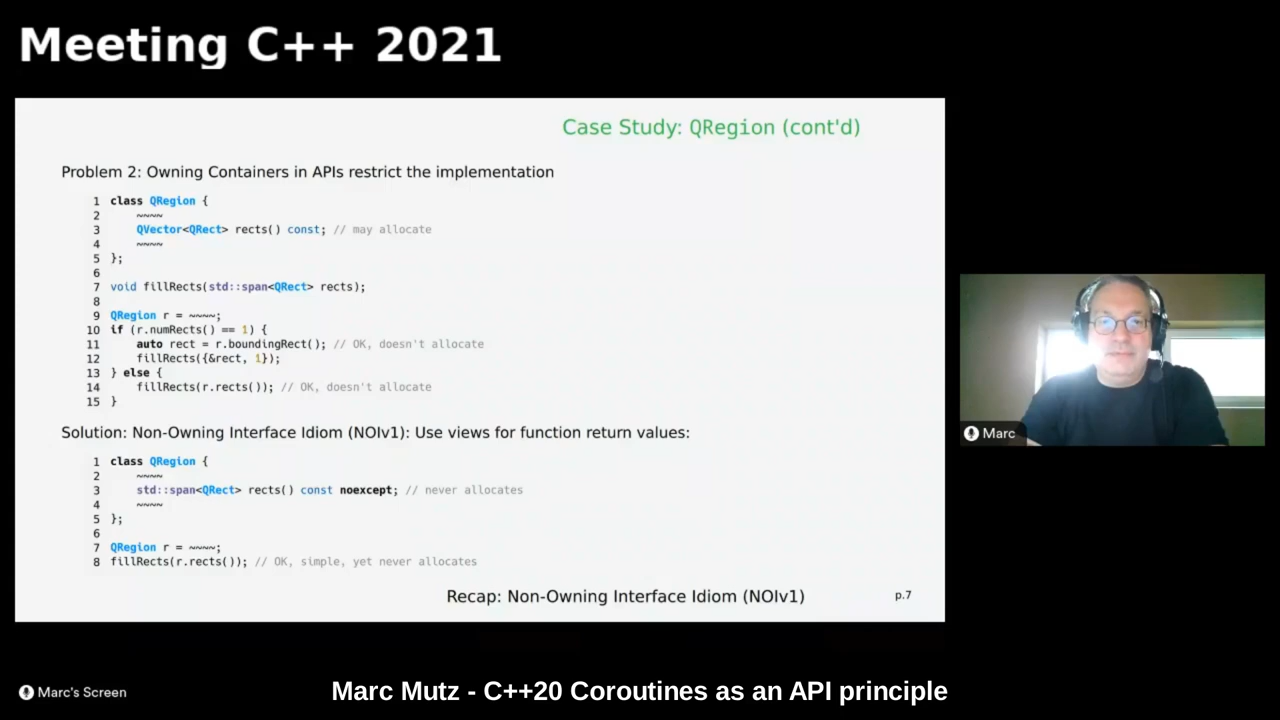 Meeting C++ 2021
Case Study: QRegion (cont'd)
Problem 2: Owning Containers in APIs restrict the implementation
1 class QRegion {
2     ~~~~
3     QVector<QRect> rects() const; // may allocate
4     ~~~~
5 };
6
7 void fillRects(std::span<QRect> rects);
8
9 QRegion r = ~~~~;
10 if (r.numRects() == 1) {
11     auto rect = r.boundingRect(); // OK, doesn't allocate
12     fillRects({&rect, 1});
13 } else {
14     fillRects(r.rects()); // OK, doesn't allocate
15 }
Solution: Non-Owning Interface Idiom (NOIv1): Use views for function return values:
1 class QRegion {
2     ~~~~
3     std::span<QRect> rects() const noexcept; // never allocates
4     ~~~~
5 };
6
7 QRegion r = ~~~~;
8 fillRects(r.rects()); // OK, simple, yet never allocates
Recap: Non-Owning Interface Idiom (NOIv1)
p.7
Marc
Marc's Screen
Marc Mutz - C++20 Coroutines as an API principle